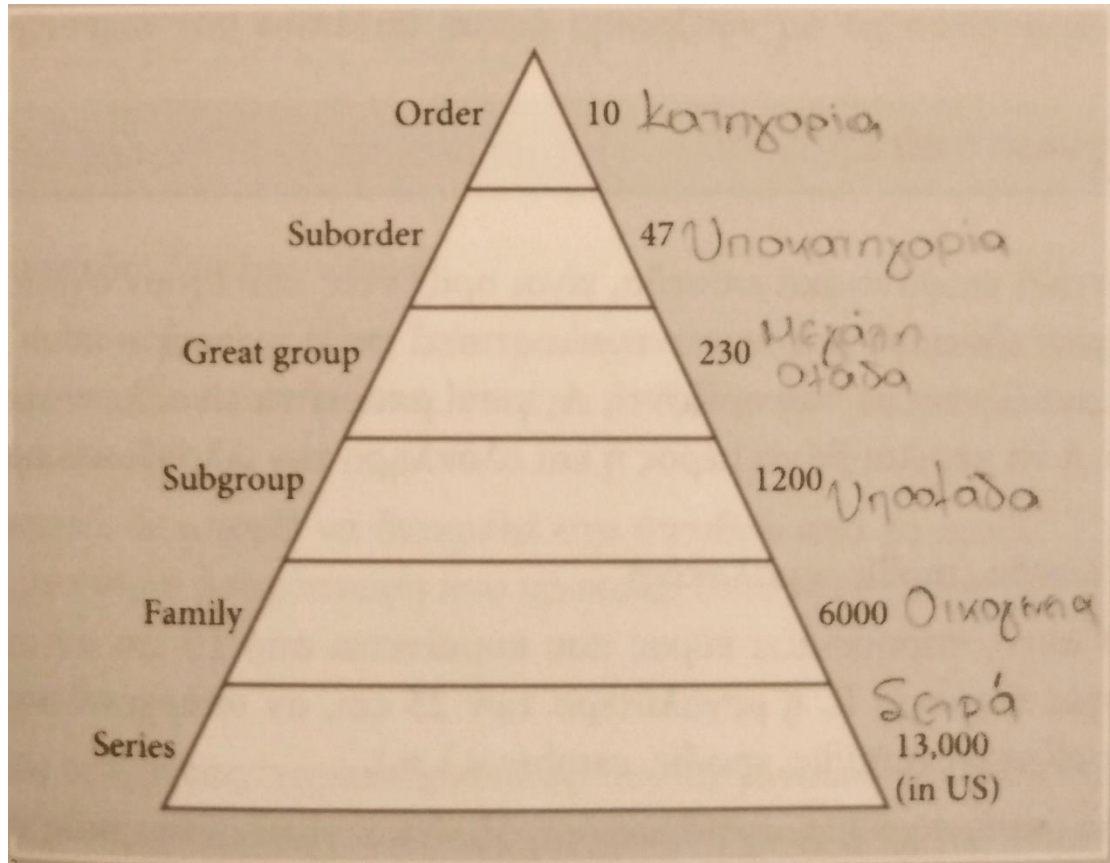 Order 10 κατηγορία
Suborder 47 Υποκατηγορία
Great group 230 Μεγάλη
ομάδα
Subgroup 1200 Υποομάδα
Family 6000
Σειρά
Series 13,000
(in US)